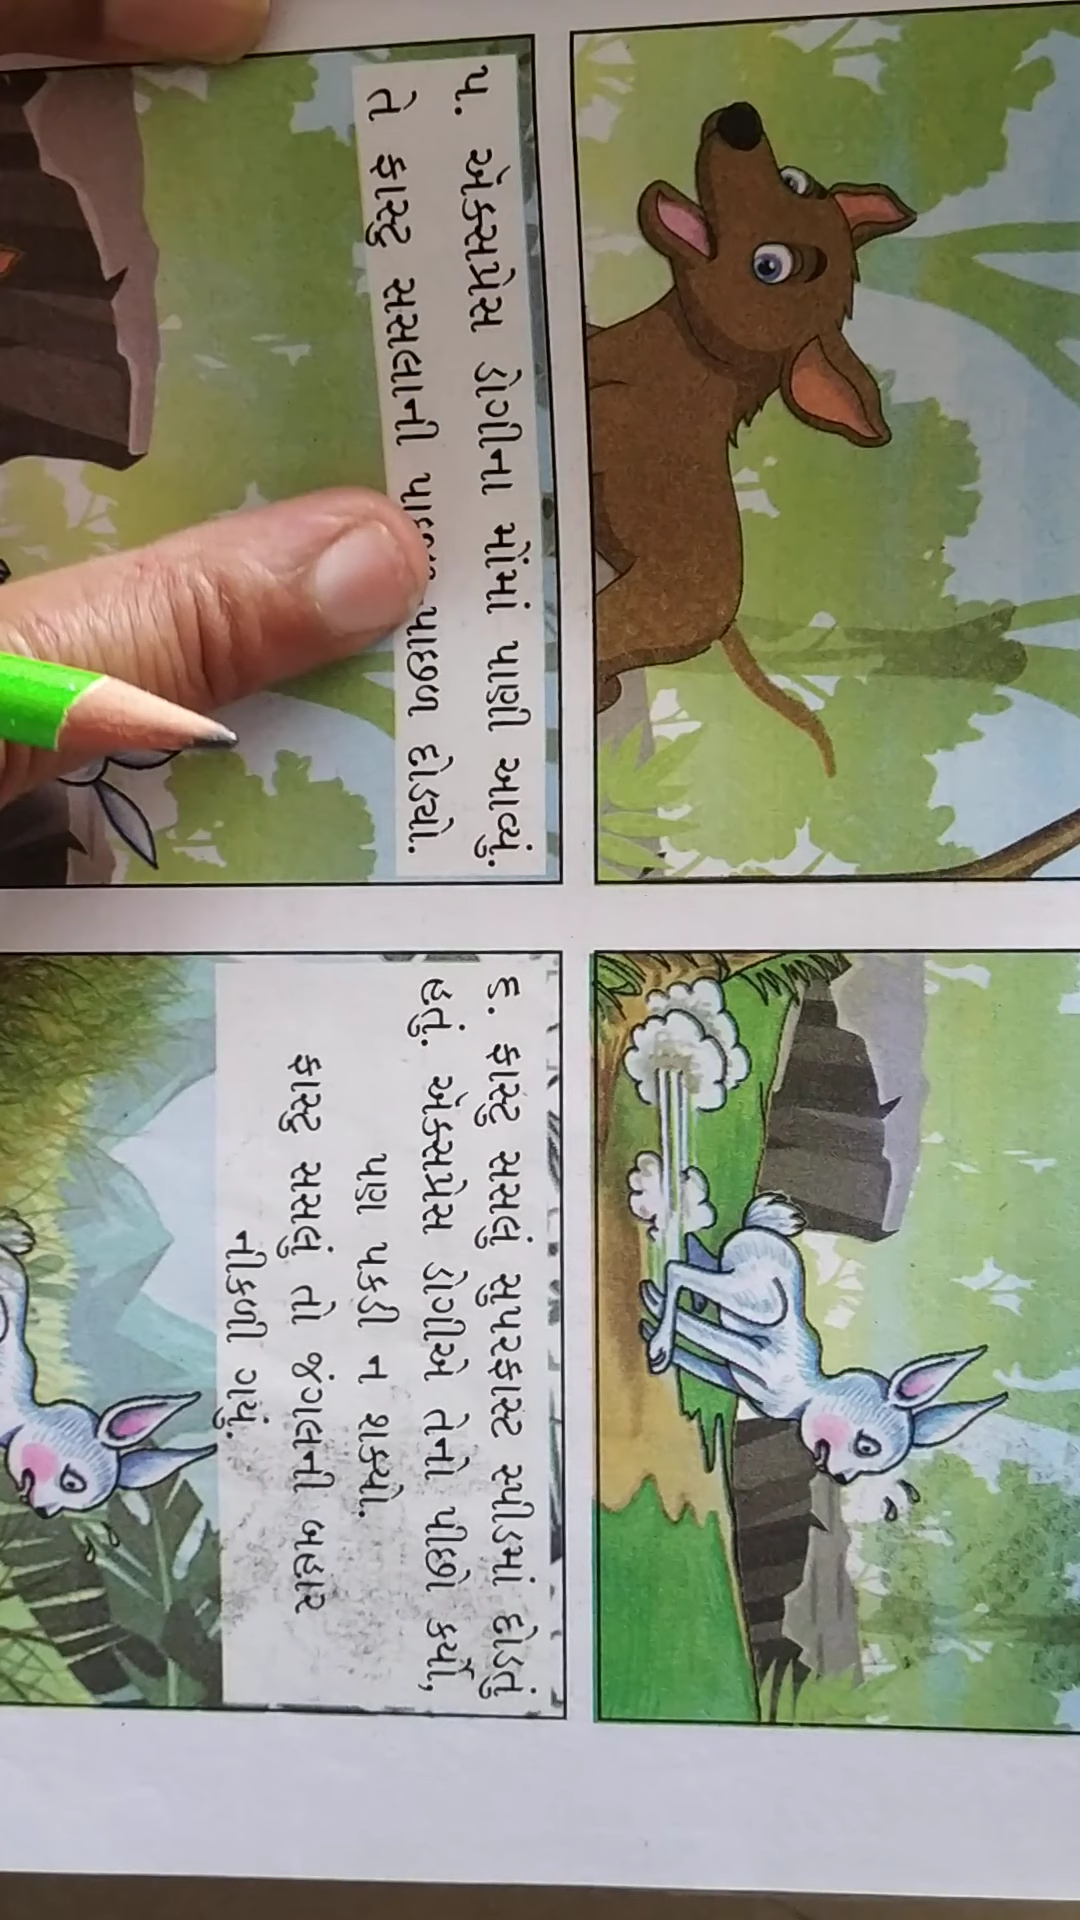 ૫. એક્સપ્રેસ ડોગીના મોંમાં પાણી આવ્યું.
તે ફાસ્ટુ સસલાની પાછળ દોડ્યો.
૬. ફાસ્ટુ સસલું સુપરફાસ્ટ સ્પીડમાં દોડતું
હતું. એક્સપ્રેસ ડોગીએ તેનો પીછો કર્યો,
પણ પકડી ન શક્યો.
ફાસ્ટુ સસલું તો જંગલની બહાર
નીકળી ગયું.